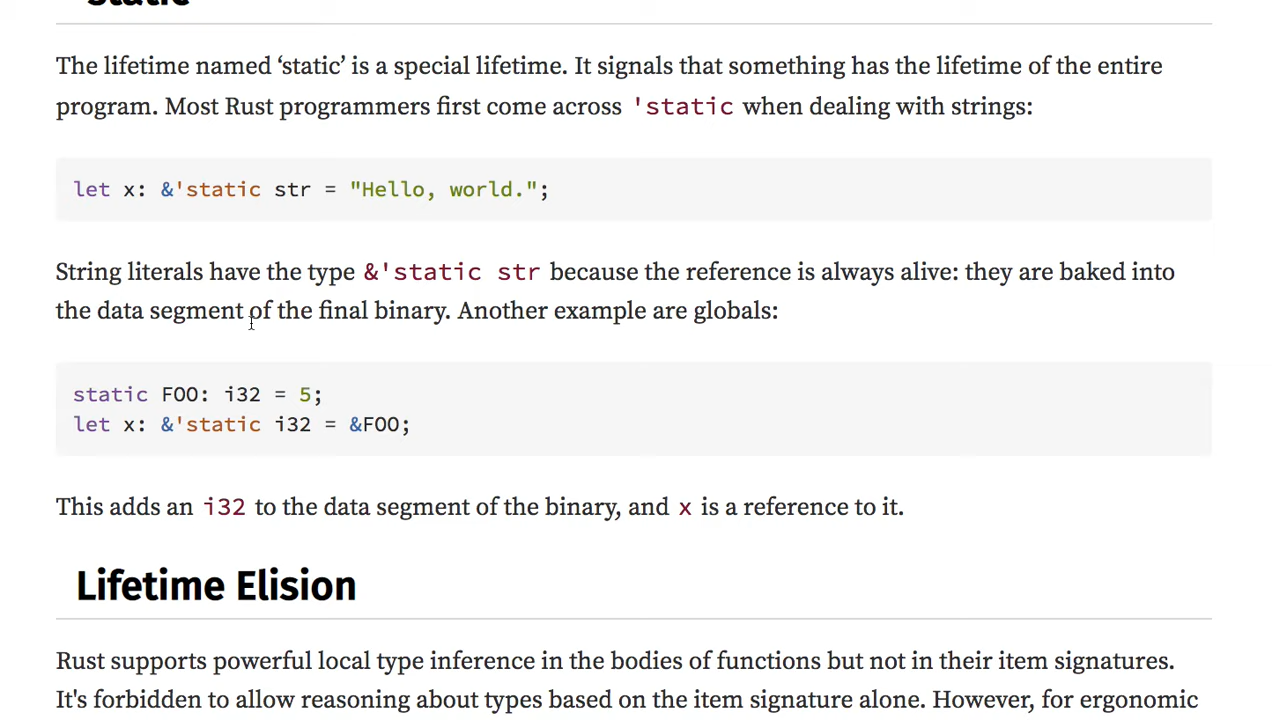 'static
The lifetime named ‘static’ is a special lifetime. It signals that something has the lifetime of the entire
program. Most Rust programmers first come across 'static when dealing with strings:
let x: &'static str = "Hello, world.";
String literals have the type &'static str because the reference is always alive: they are baked into
the data segment of the final binary. Another example are globals:
static FOO: i32 = 5;
let x: &'static i32 = &FOO;
This adds an i32 to the data segment of the binary, and x is a reference to it.
Lifetime Elision
Rust supports powerful local type inference in the bodies of functions but not in their item signatures.
It's forbidden to allow reasoning about types based on the item signature alone. However, for ergonomic